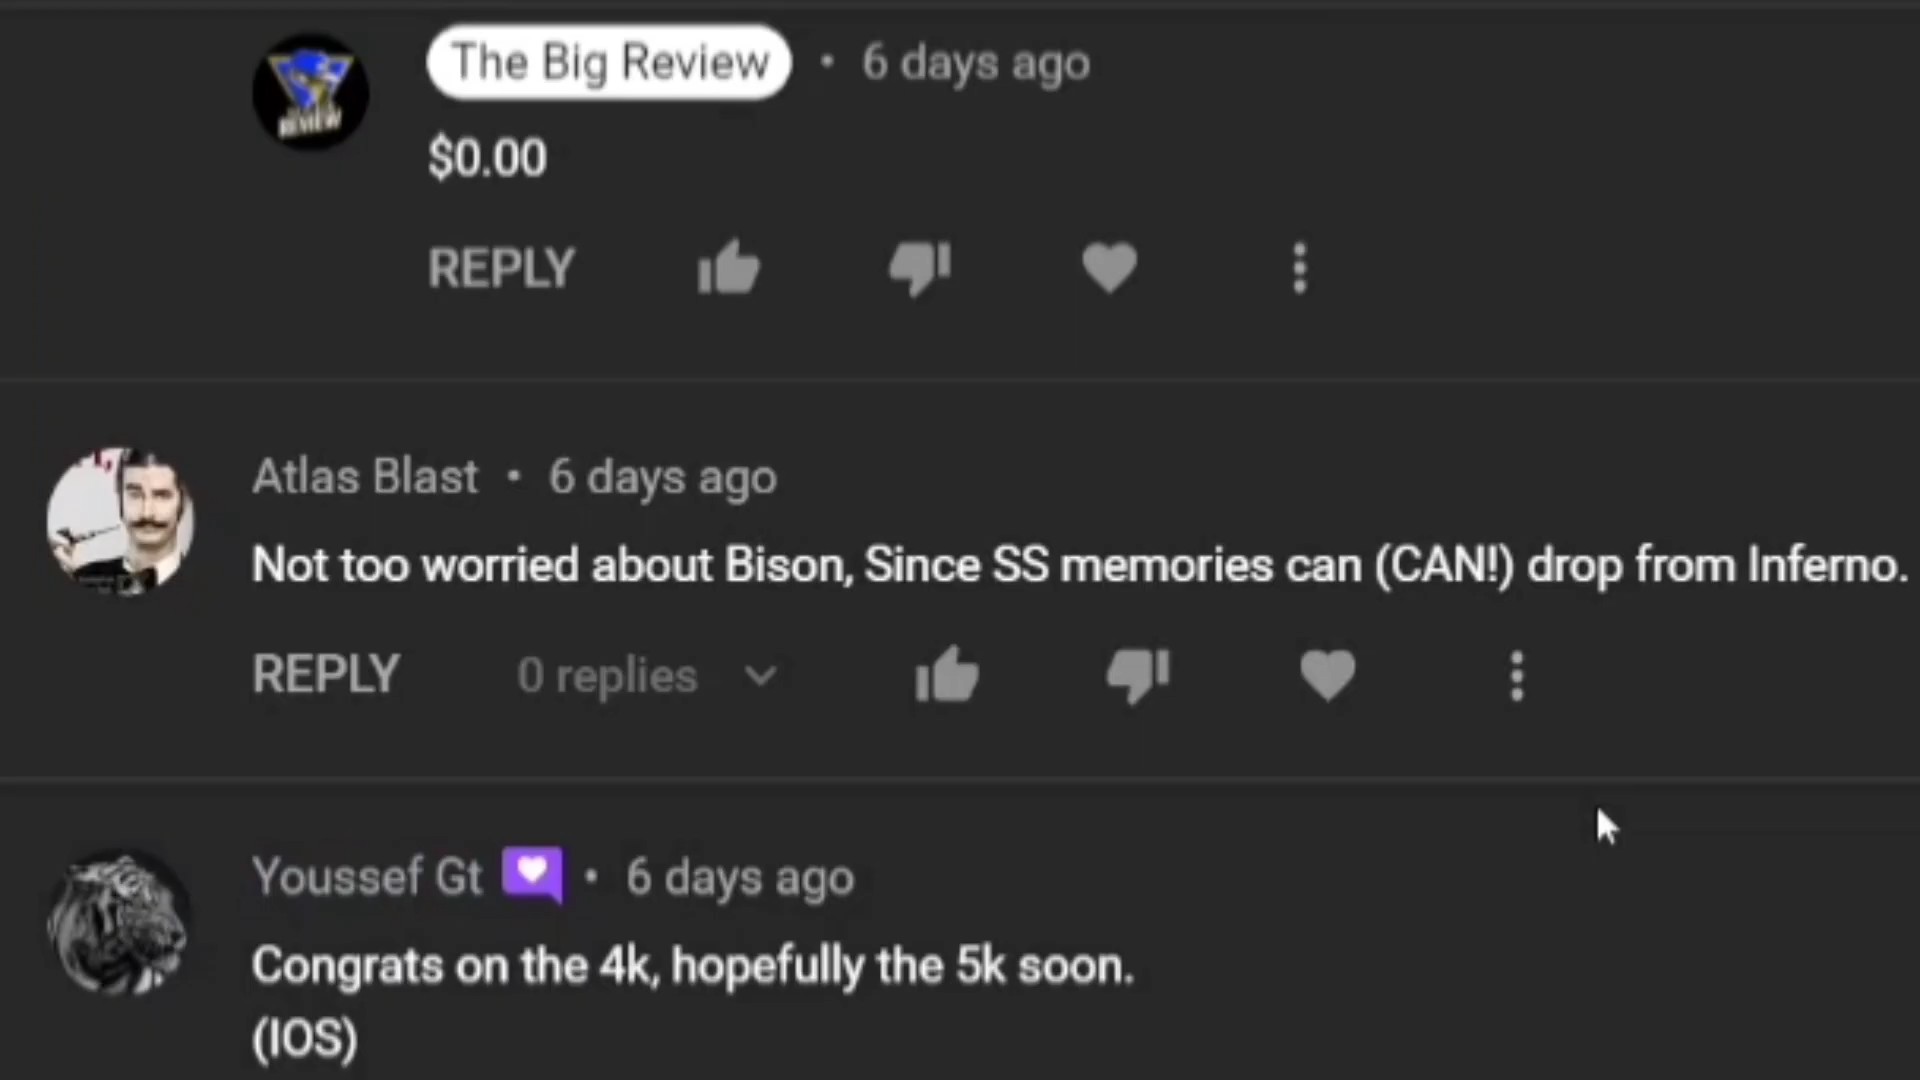 REVIEW
The Big Review • 6 days ago
$0.00
REPLY
Atlas Blast • 6 days ago
Not too worried about Bison, Since SS memories can (CAN!) drop from Inferno.
REPLY 0 replies
Youssef Gt • 6 days ago
Congrats on the 4k, hopefully the 5k soon.
(IOS)